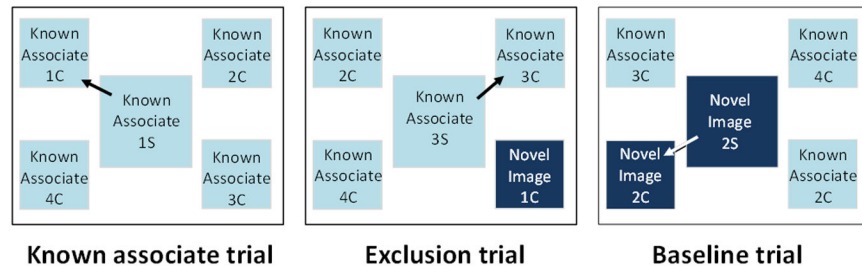 Known
Associate
1C
Known
Associate
2C
Known
Associate
1S
Known
Associate
4C
Known
Associate
3C
Known
Associate
2C
Known
Associate
3C
Known
Associate
3S
Known
Associate
4C
Novel
Image
1C
Known
Associate
3C
Known
Associate
4C
Novel
Image
2S
Novel
Image
2C
Known
Associate
2C
Known associate trial
Exclusion trial
Baseline trial